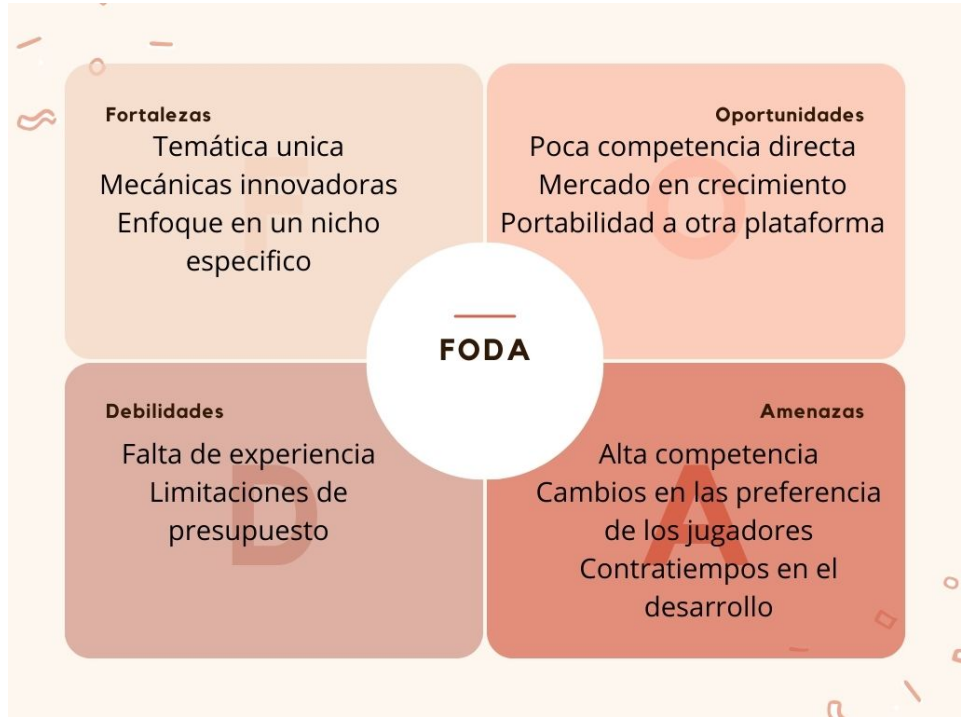 Fortalezas
Temática unica
Mecánicas innovadoras
Enfoque en un nicho
especifico
Oportunidades
Poca competencia directa
Mercado en crecimiento
Portabilidad a otra plataforma
FODA
Debilidades
Falta de experiencia
Limitaciones de
presupuesto
Amenazas
Alta competencia
Cambios en las preferencia
de los jugadores
Contratiempos en el
desarrollo
F
O
D
A